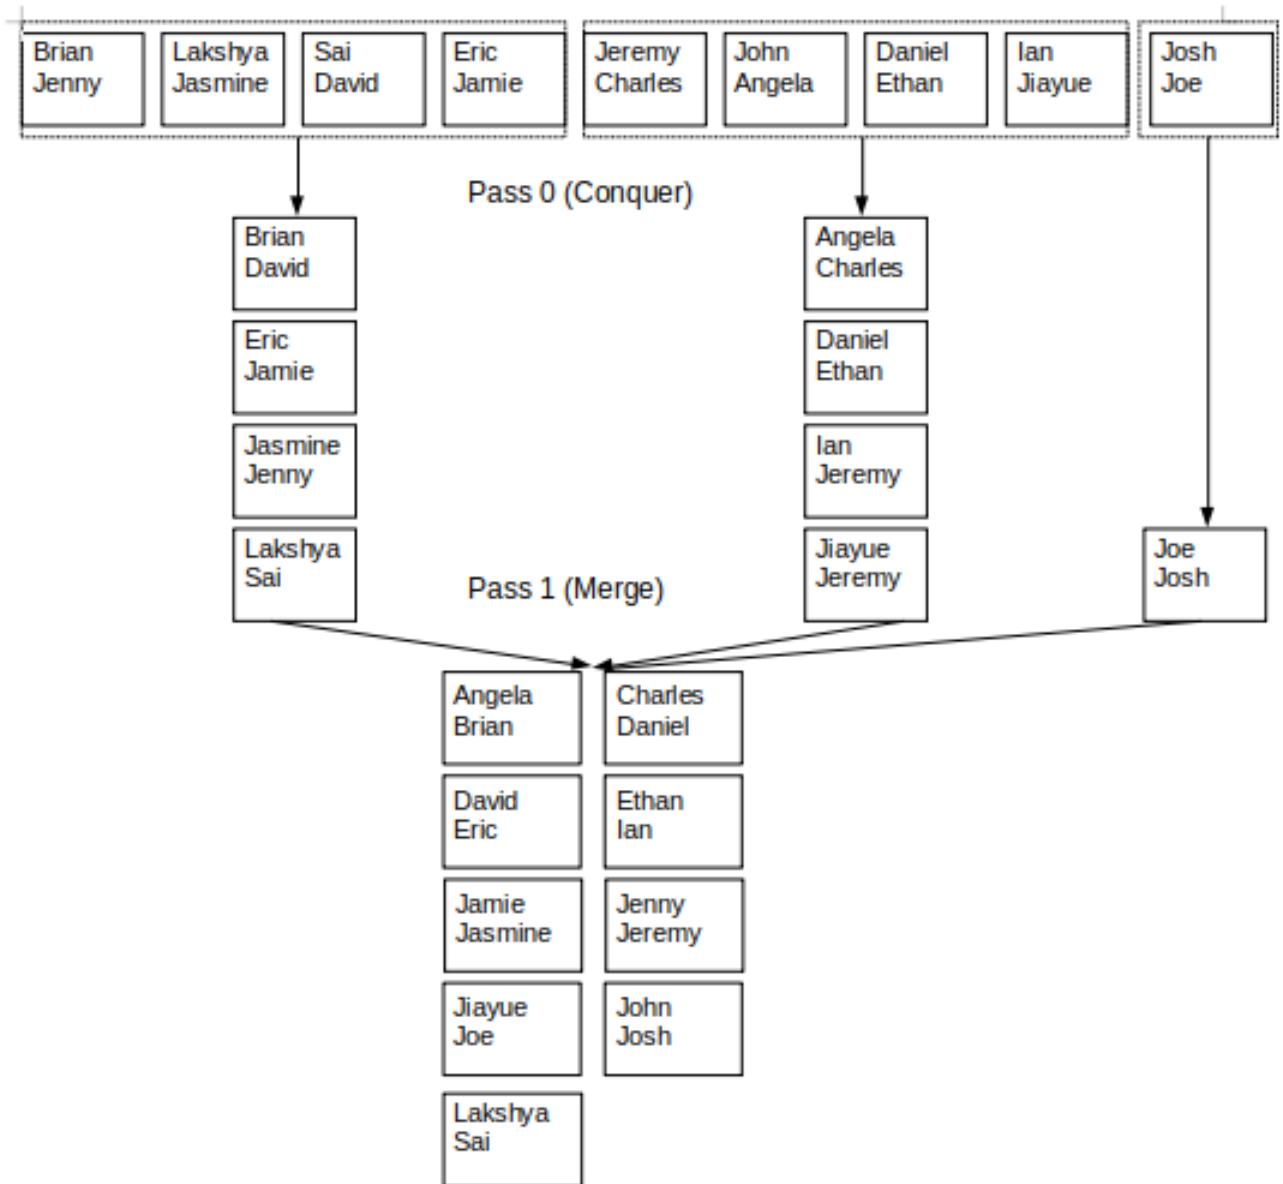 Brian
Jenny
Lakshya
Jasmine
Sai
David
Eric
Jamie
Jeremy
Charles
John
Angela
Daniel
Ethan
Ian
Jiayue
Josh
Joe
Pass 0 (Conquer)
Brian
David
Eric
Jamie
Jasmine
Jenny
Lakshya
Sai
Angela
Charles
Daniel
Ethan
Ian
Jeremy
Jiayue
Jeremy
Joe
Josh
Pass 1 (Merge)
Angela
Brian
Charles
Daniel
David
Eric
Ethan
Ian
Jamie
Jasmine
Jenny
Jeremy
Jiayue
Joe
John
Josh
Lakshya
Sai